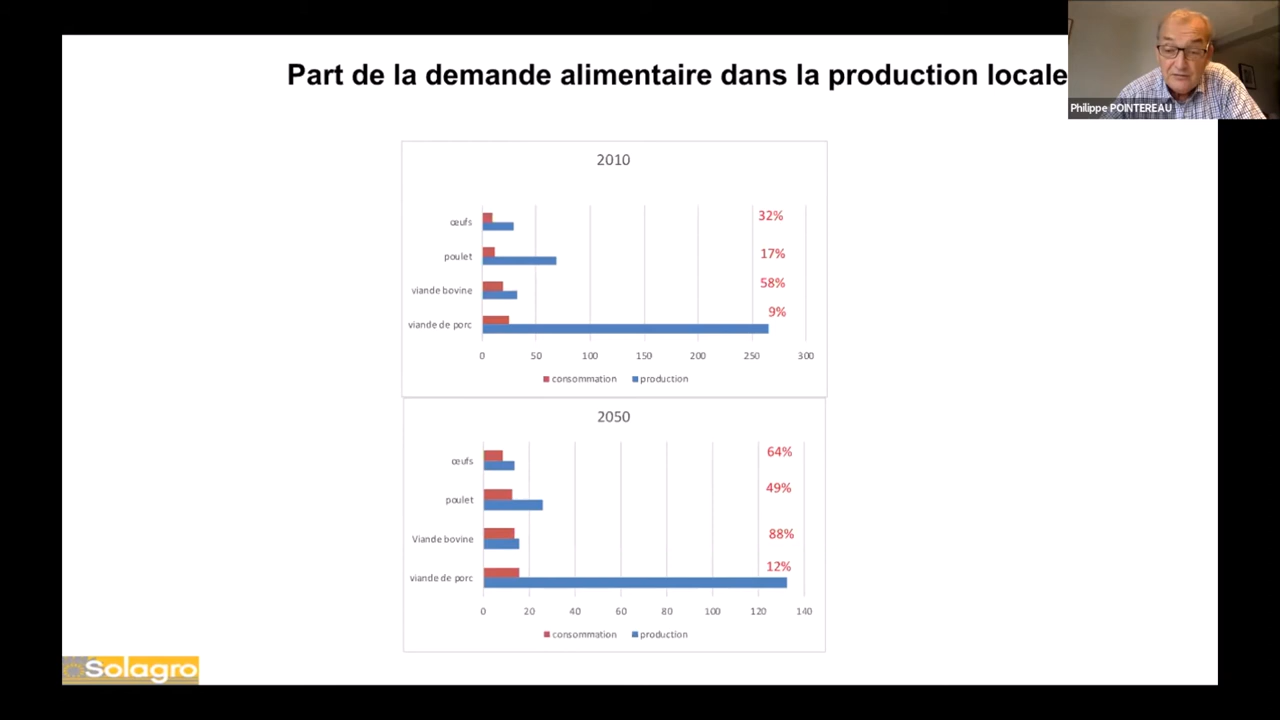 Part de la demande alimentaire dans la production locale
Philippe POINTEREAU
2010
œufs
32%
poulet
17%
viande bovine
58%
viande de porc
9%
0 50 100 150 200 250 300
consommation production
2050
œufs
64%
poulet
49%
Viande bovine
88%
viande de porc
12%
0 20 40 60 80 100 120 140
consommation production
Solagro